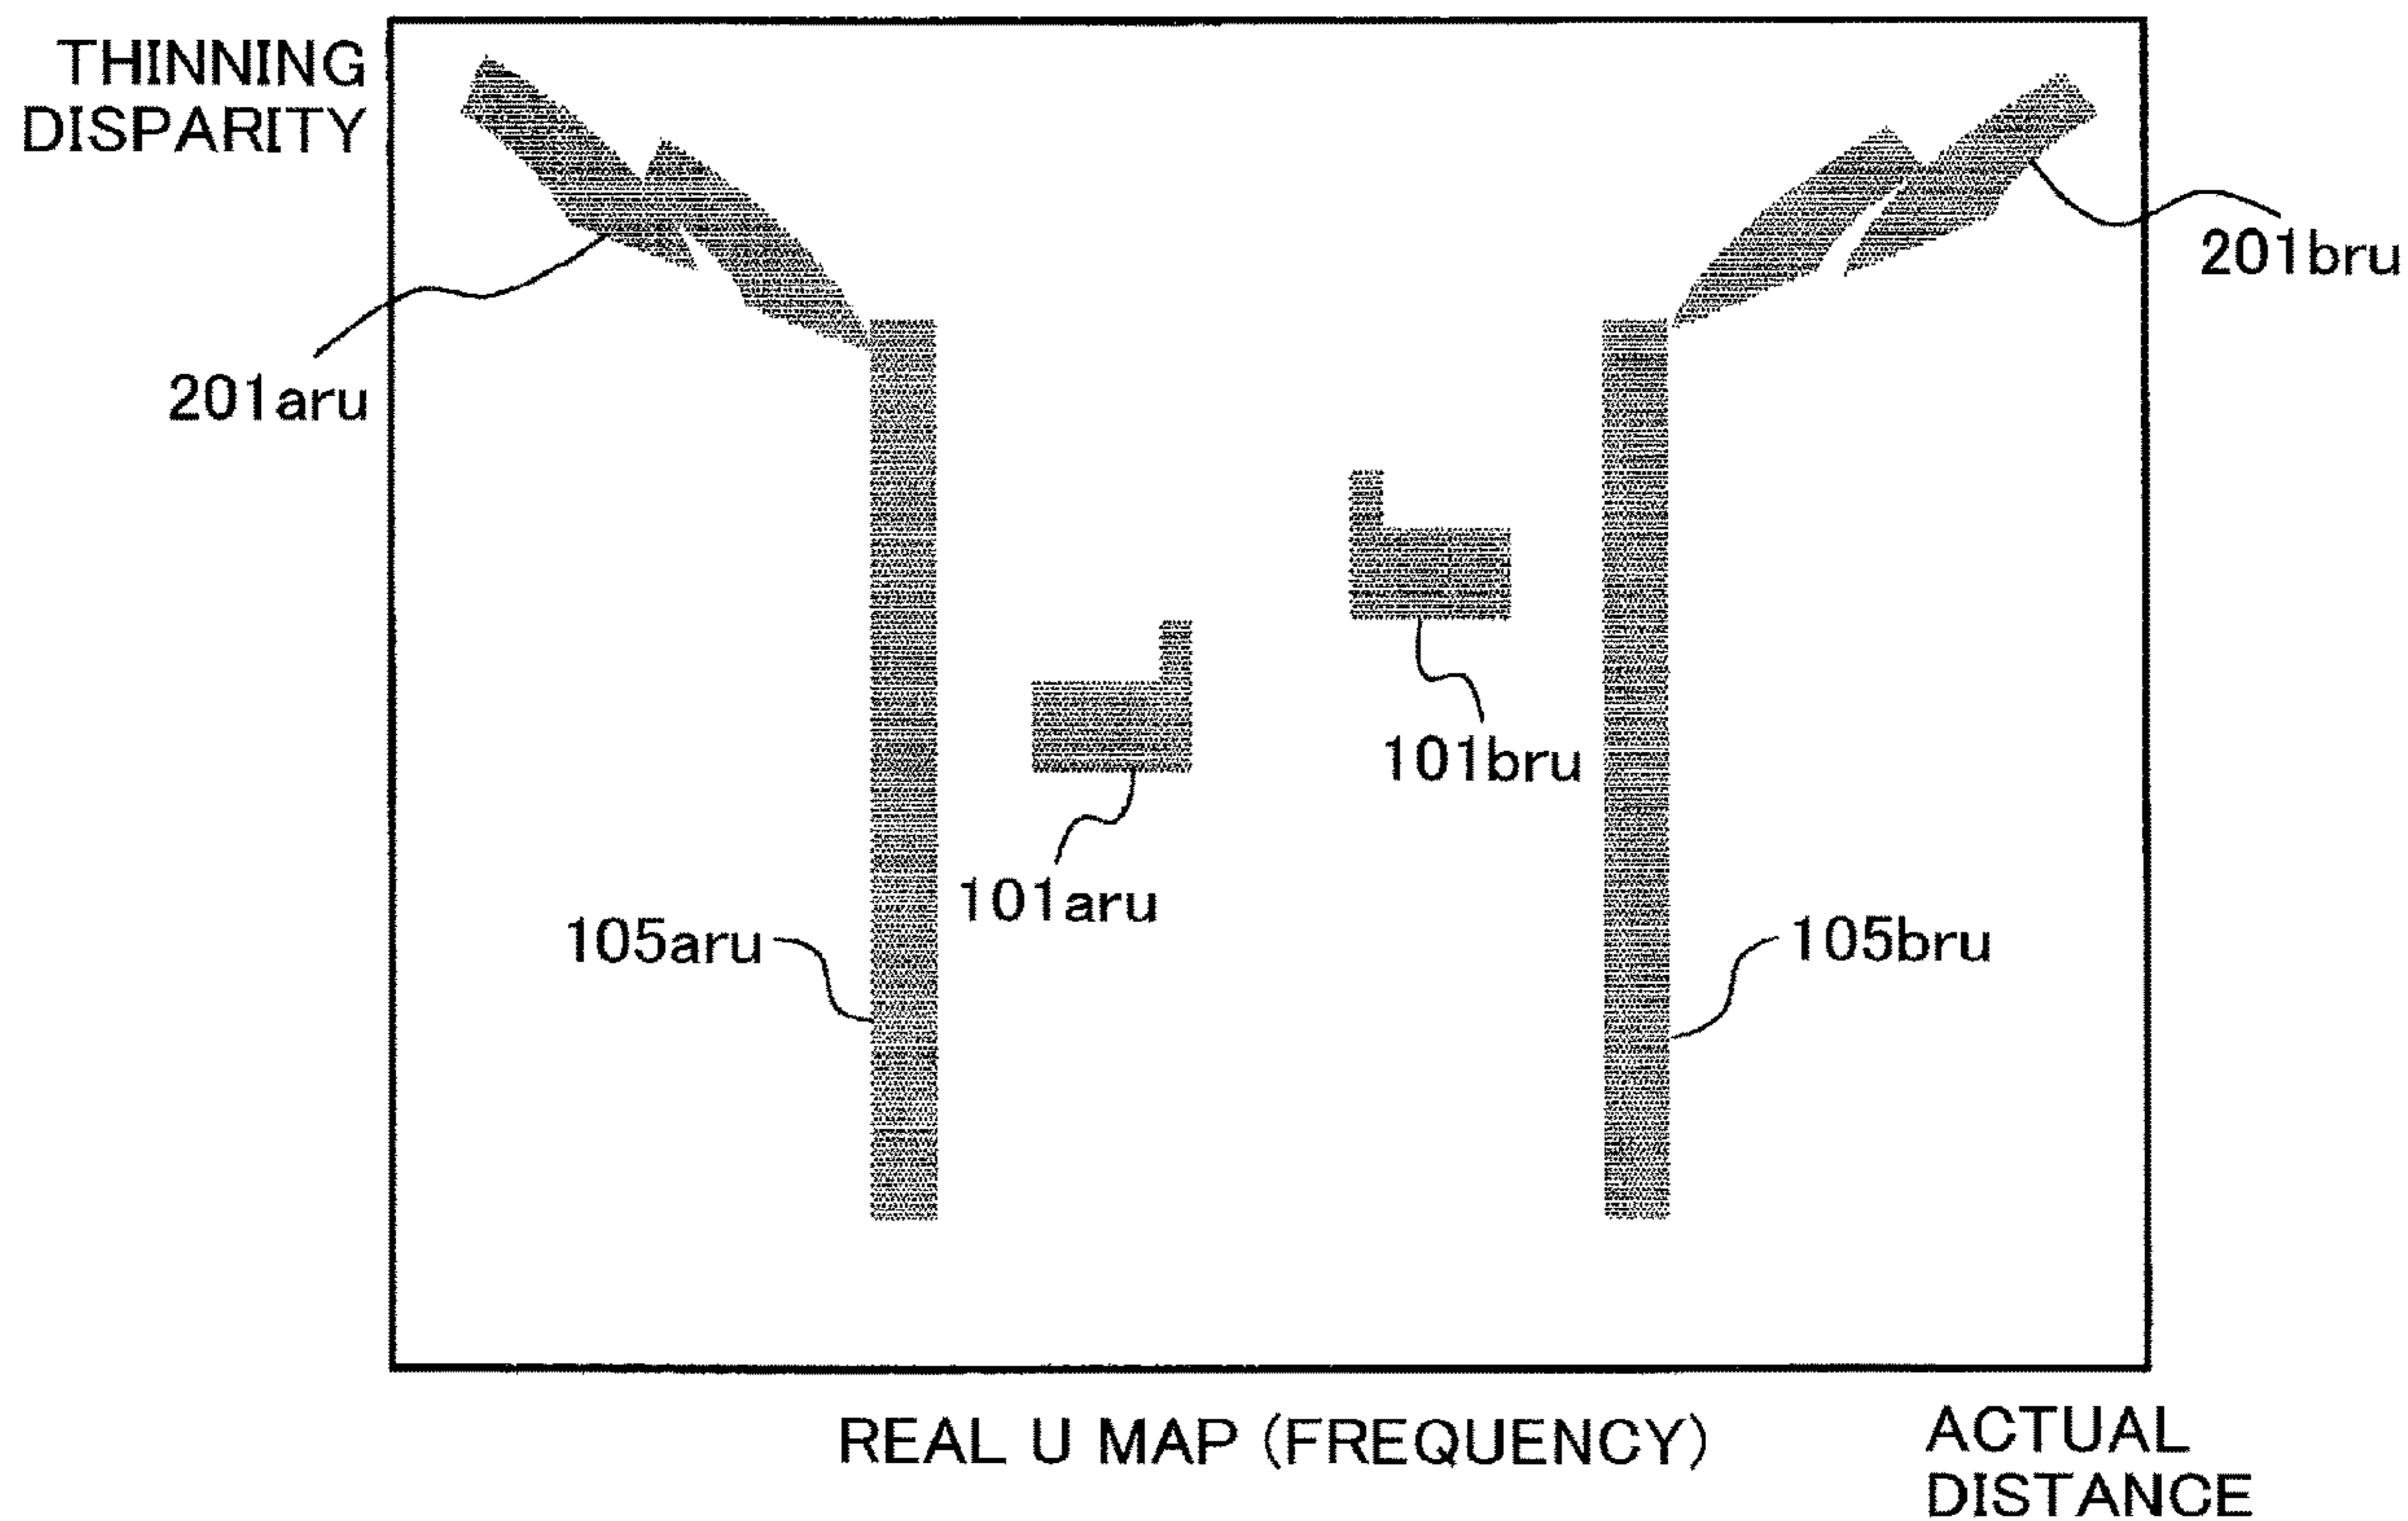 THINNING
DISPARITY
201bru
201aru
101bru
101aru
105aru
105bru
REAL U MAP (FREQUENCY)
ACTUAL
DISTANCE